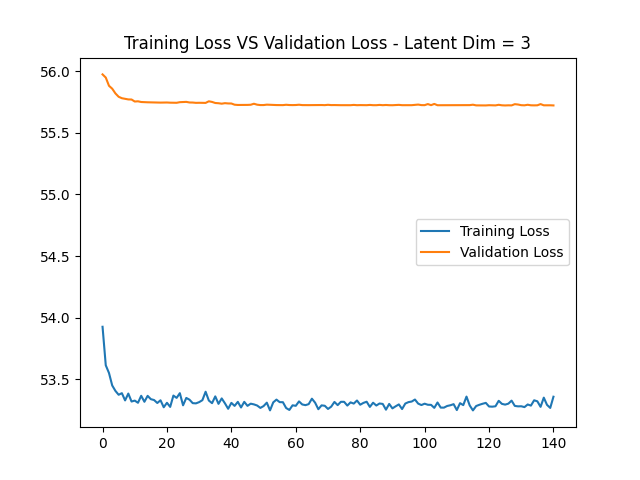 Training Loss VS Validation Loss - Latent Dim = 3
56.0
55.5
55.0
54.5
54.0
53.5
Training Loss
Validation Loss
0 20 40 60 80 100 120 140